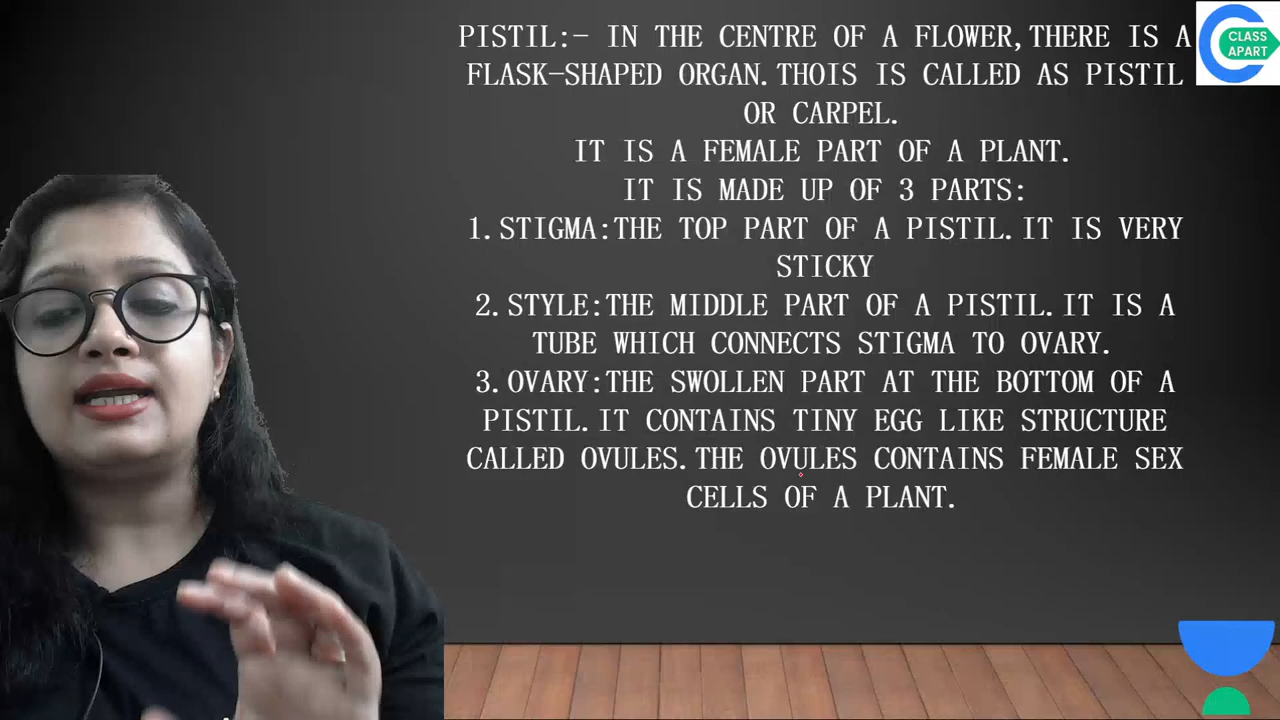 PISTIL:- IN THE CENTRE OF A FLOWER,THERE IS A
FLASK-SHAPED ORGAN.THOIS IS CALLED AS PISTIL
OR CARPEL.
IT IS A FEMALE PART OF A PLANT.
IT IS MADE UP OF 3 PARTS:
1.STIGMA:THE TOP PART OF A PISTIL.IT IS VERY
STICKY
2.STYLE:THE MIDDLE PART OF A PISTIL.IT IS A
TUBE WHICH CONNECTS STIGMA TO OVARY.
3.OVARY:THE SWOLLEN PART AT THE BOTTOM OF A
PISTIL.IT CONTAINS TINY EGG LIKE STRUCTURE
CALLED OVULES.THE OVULES CONTAINS FEMALE SEX
CELLS OF A PLANT.
CLASS
APART